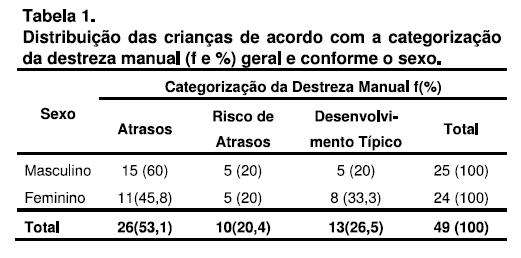 Tabela 1.
Distribuição das crianças de acordo com a categorização
da destreza manual (f e %) geral e conforme o sexo.
Categorização da Destreza Manual f(%)
Sexo Atrasos Risco de Atrasos Desenvolvi-mento Típico Total
Masculino 15 (60) 5 (20) 5 (20) 25 (100)
Feminino 11(45,8) 5 (20) 8 (33,3) 24 (100)
Total 26(53,1) 10(20,4) 13(26,5) 49 (100)